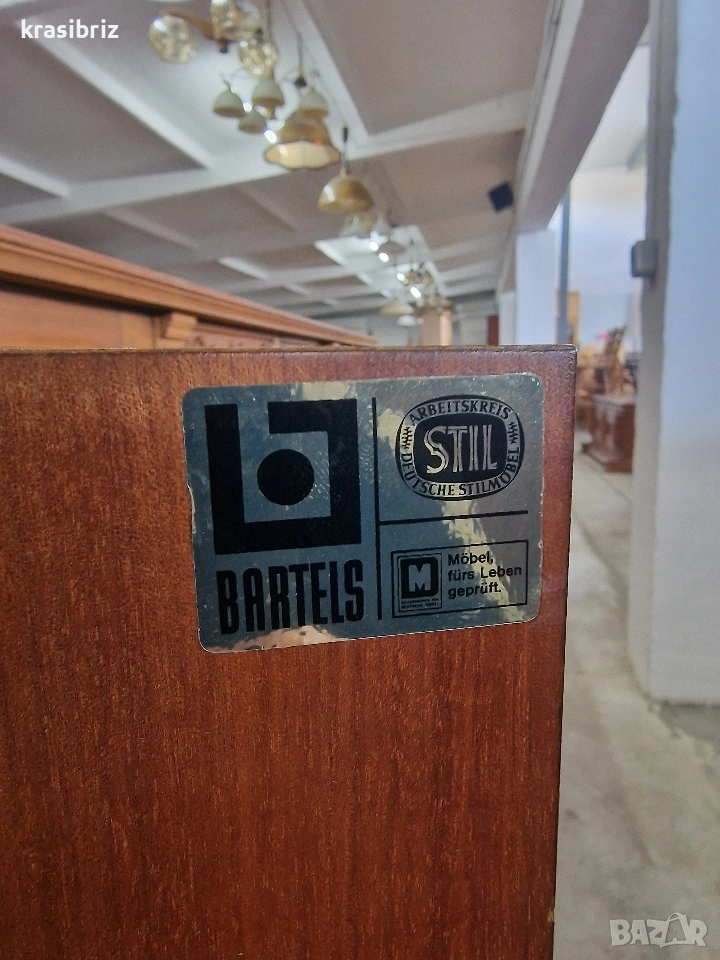 krasibriz
BARTELS
ARBEITSKREIS
STIL
DEUTSCHE STILMÖBEL
M
Möbel,
fürs Leben
geprüft.
BAZAR